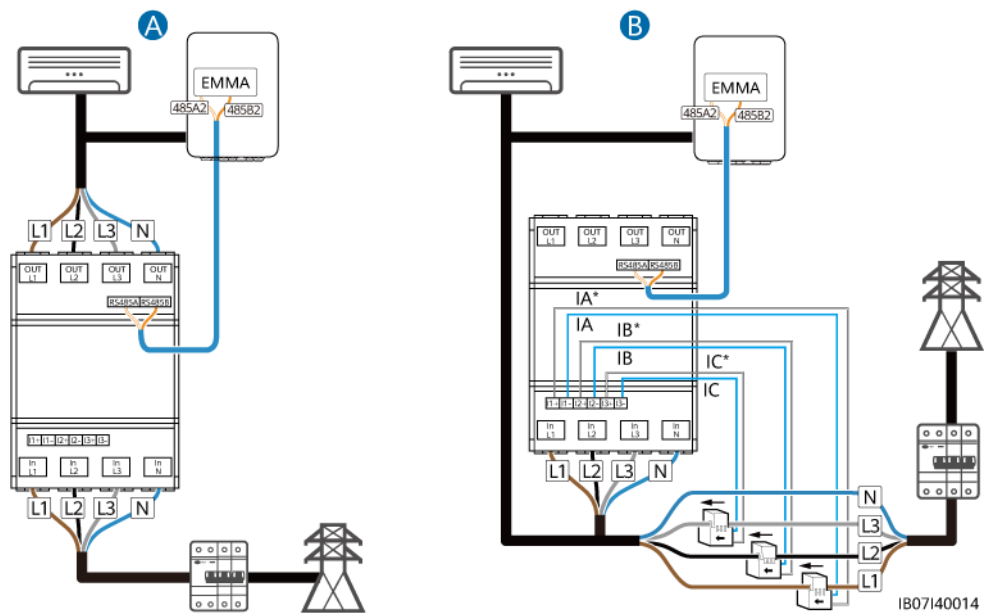 A
EMMA
485A2 485B2
L1 L2 L3 N
OUT L1
OUT L2
OUT L3
OUT N
RS485A RS485B
I1+ I1- I2+ I2- I3+ I3-
In L1
In L2
In L3
In N
L1 L2 L3 N
B
EMMA
485A2 485B2
OUT L1
OUT L2
OUT L3
OUT N
RS485A RS485B
IA*
IA
IB*
IB
IC*
IC
I1+ I1- I2+ I2- I3+ I3-
In L1
In L2
In L3
In N
L1 L2 L3 N
N
L3
L2
L1
IB07I40014